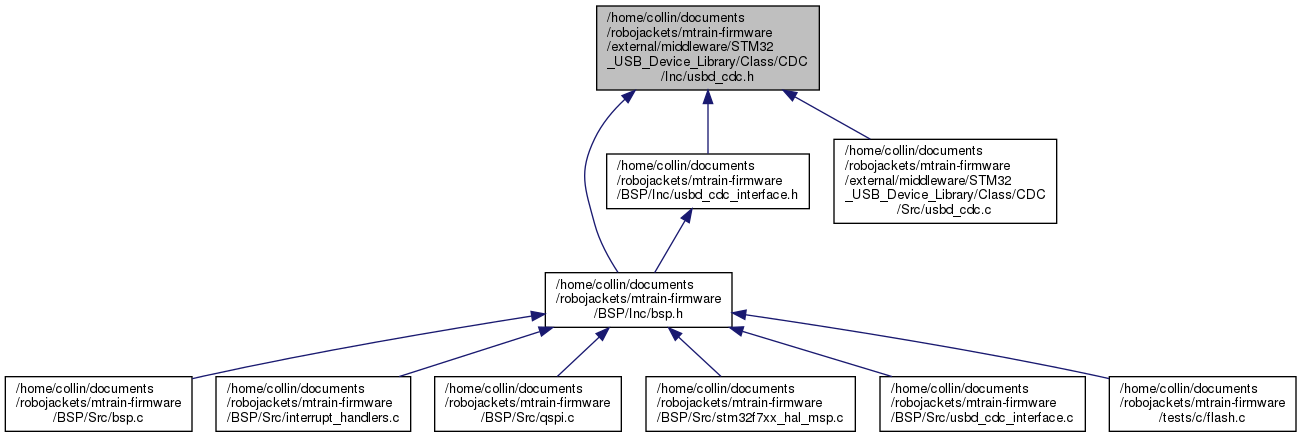 /home/collin/documents
/robojackets/mtrain-firmware
/external/middleware/STM32
_USB_Device_Library/Class/CDC
/Inc/usbd_cdc.h
/home/collin/documents
/robojackets/mtrain-firmware
/BSP/Inc/usbd_cdc_interface.h
/home/collin/documents
/robojackets/mtrain-firmware
/external/middleware/STM32
_USB_Device_Library/Class/CDC
/Src/usbd_cdc.c
/home/collin/documents
/robojackets/mtrain-firmware
/BSP/Inc/bsp.h
/home/collin/documents
/robojackets/mtrain-firmware
/BSP/Src/bsp.c
/home/collin/documents
/robojackets/mtrain-firmware
/BSP/Src/interrupt_handlers.c
/home/collin/documents
/robojackets/mtrain-firmware
/BSP/Src/qspi.c
/home/collin/documents
/robojackets/mtrain-firmware
/BSP/Src/stm32f7xx_hal_msp.c
/home/collin/documents
/robojackets/mtrain-firmware
/BSP/Src/usbd_cdc_interface.c
/home/collin/documents
/robojackets/mtrain-firmware
/tests/c/flash.c